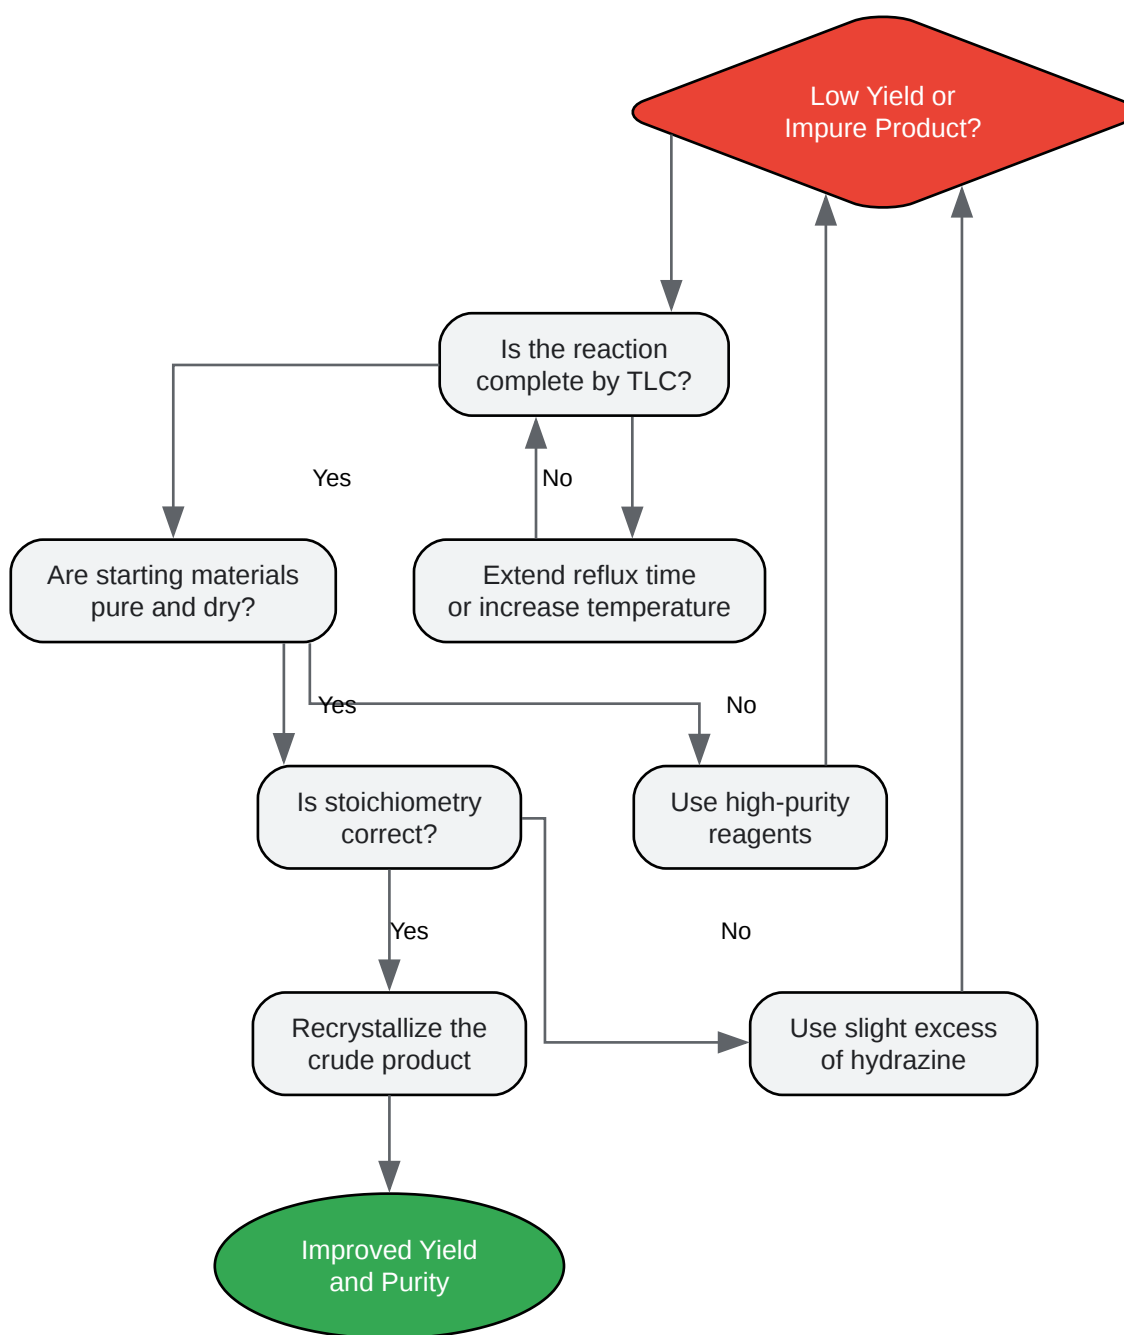 Low Yield or
Impure Product?
Is the reaction
complete by TLC?
Yes
No
Are starting materials
pure and dry?
Extend reflux time
or increase temperature
Yes
No
Is stoichiometry
correct?
Use high-purity
reagents
Yes
No
Recrystallize the
crude product
Use slight excess
of hydrazine
Improved Yield
and Purity